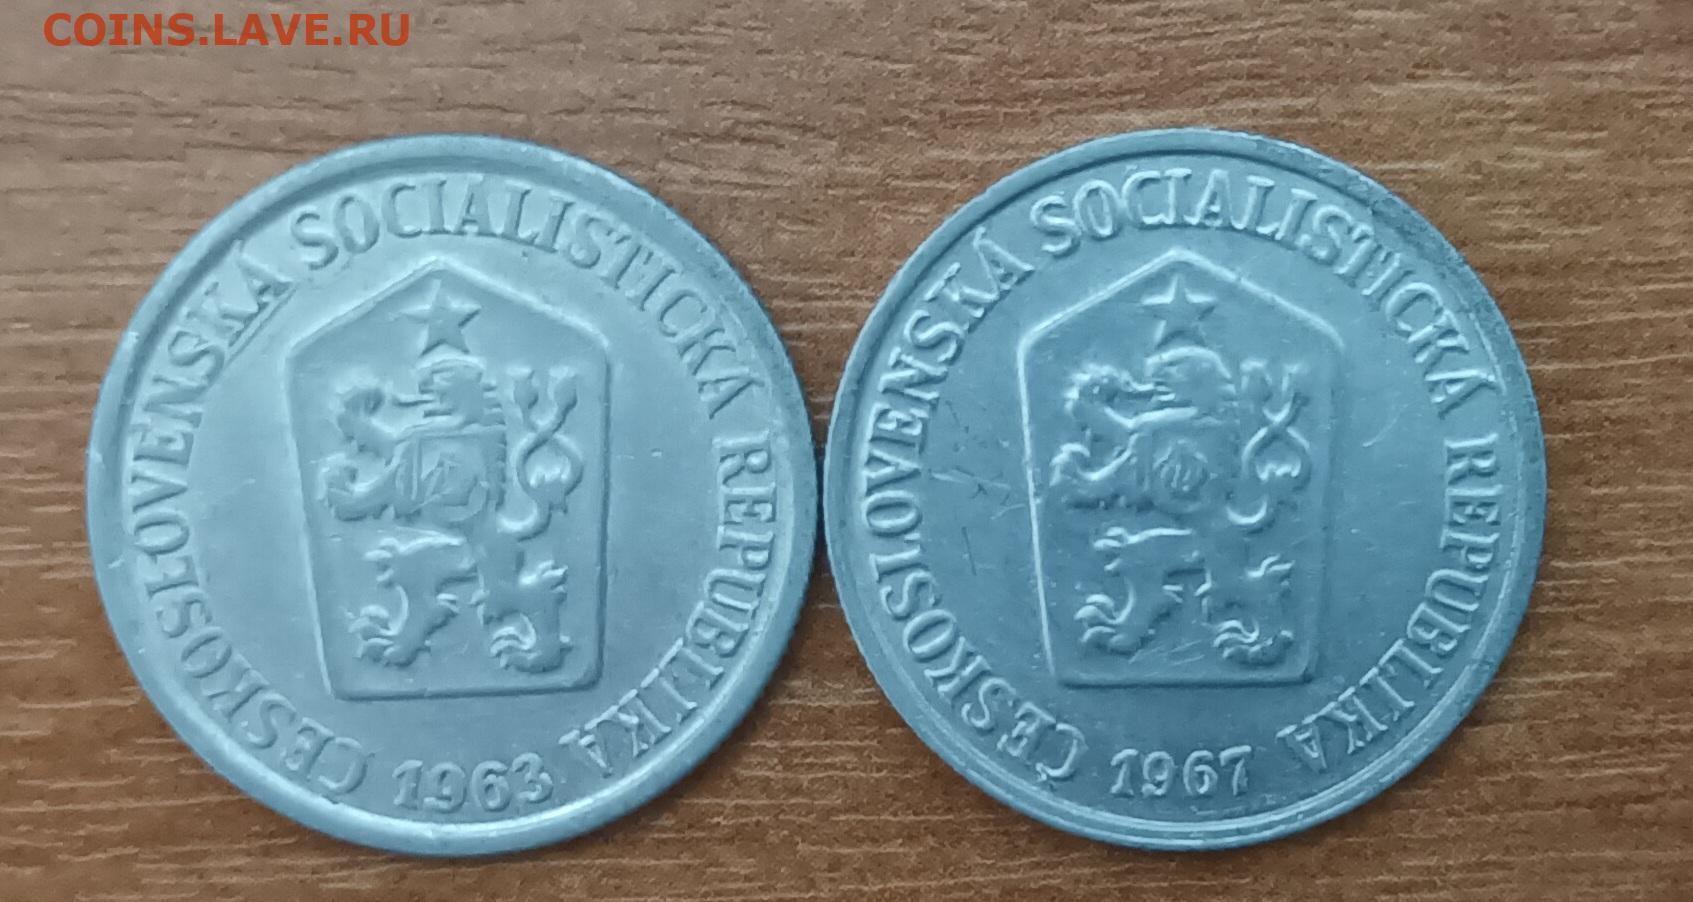 COINS.LAVE.RU
ČESKOSLOVENSKÁ SOCIALISTICKÁ REPUBLIKA
1963
ČESKOSLOVENSKÁ SOCIALISTICKÁ REPUBLIKA
1967